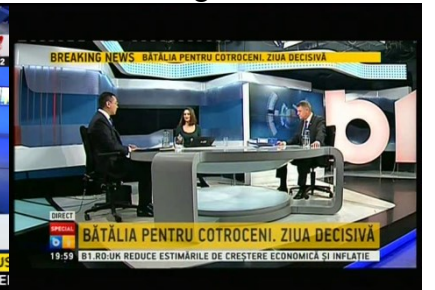 BREAKING NEWS BĂTĂLIA PENTRU COTROCENI. ZIUA DECISIVĂ
b1
DIRECT
SPECIAL
b1
BĂTĂLIA PENTRU COTROCENI. ZIUA DECISIVĂ
19:59 B1.RO:UK REDUCE ESTIMĂRILE DE CREȘTERE ECONOMICĂ ȘI INFLAȚIE